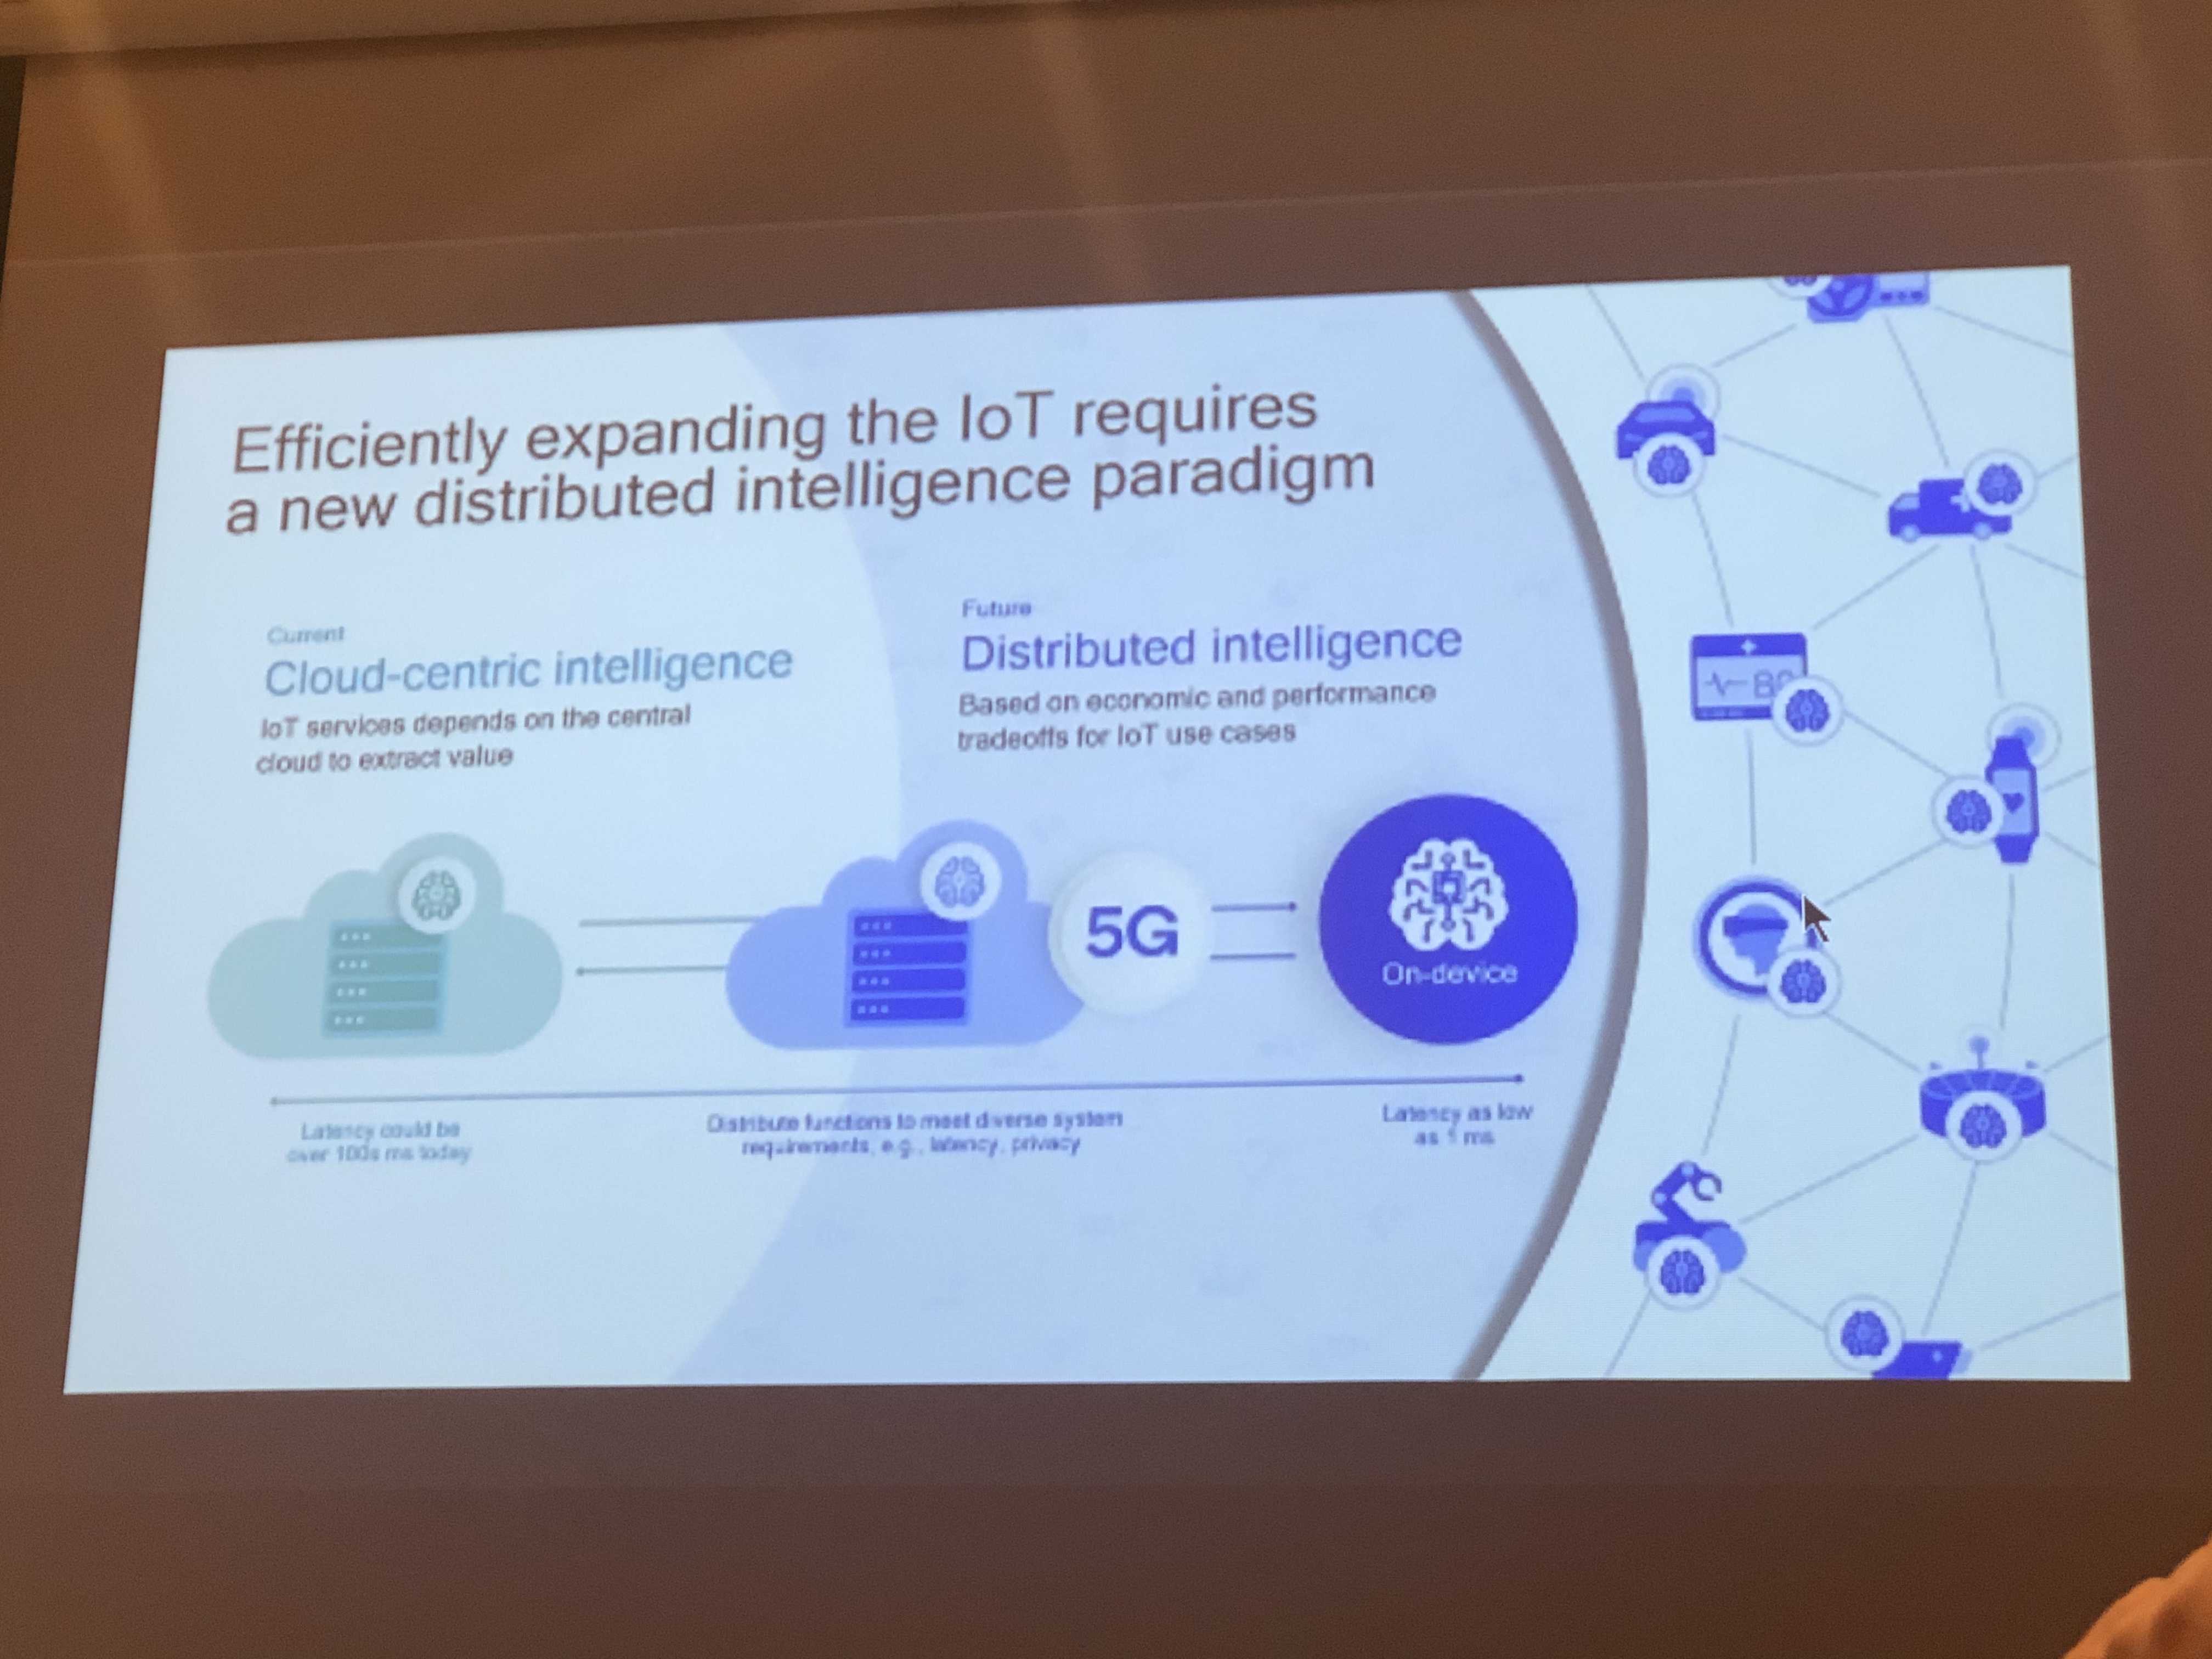 Efficiently expanding the IoT requires
a new distributed intelligence paradigm
Current
Cloud-centric intelligence
IoT services depends on the central
cloud to extract value
Future
Distributed intelligence
Based on economic and performance
tradeoffs for IoT use cases
5G
On-device
Latency could be
over 100s ms today
Distribute functions to meet diverse system
requirements, e.g., latency, privacy
Latency as low
as 1 ms